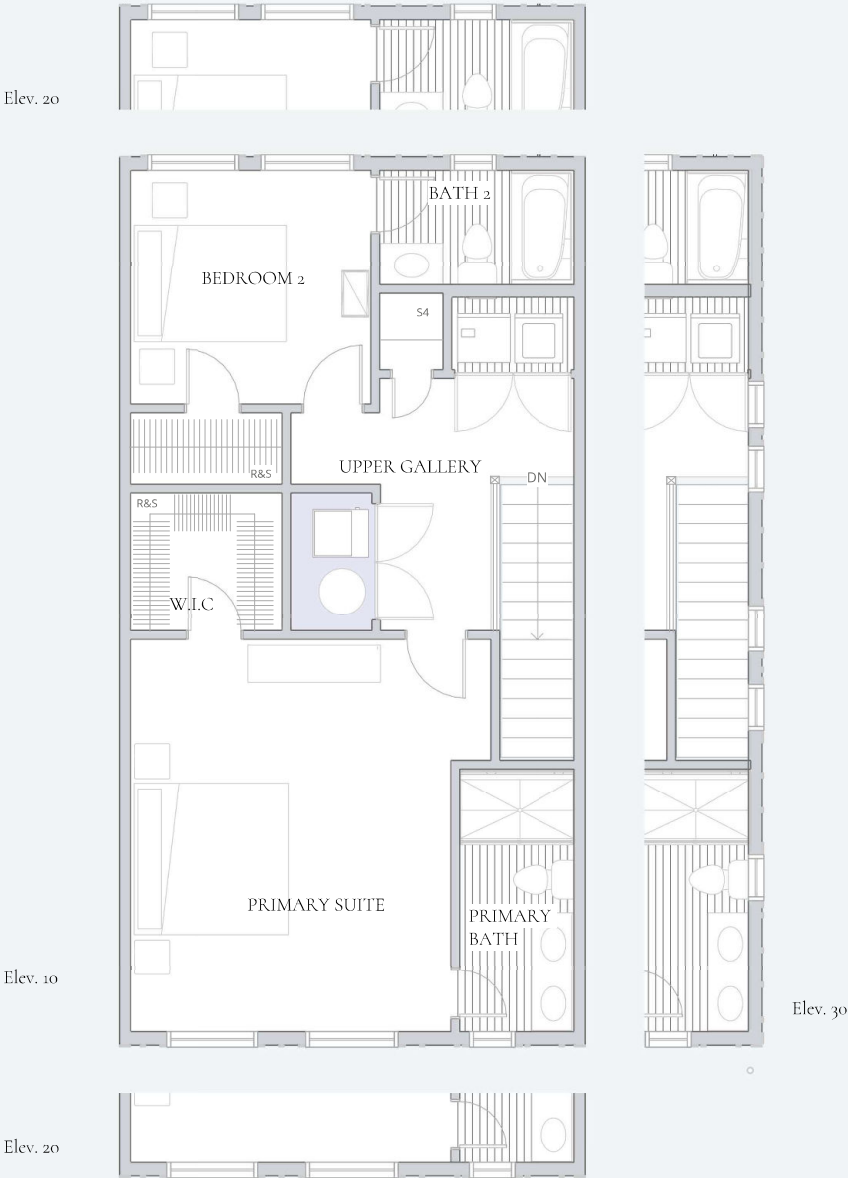 Elev. 20
BATH 2
BEDROOM 2
S4
UPPER GALLERY
R&S
DN
R&S
W.I.C
PRIMARY SUITE
PRIMARY
BATH
Elev. 10
Elev. 30
Elev. 20